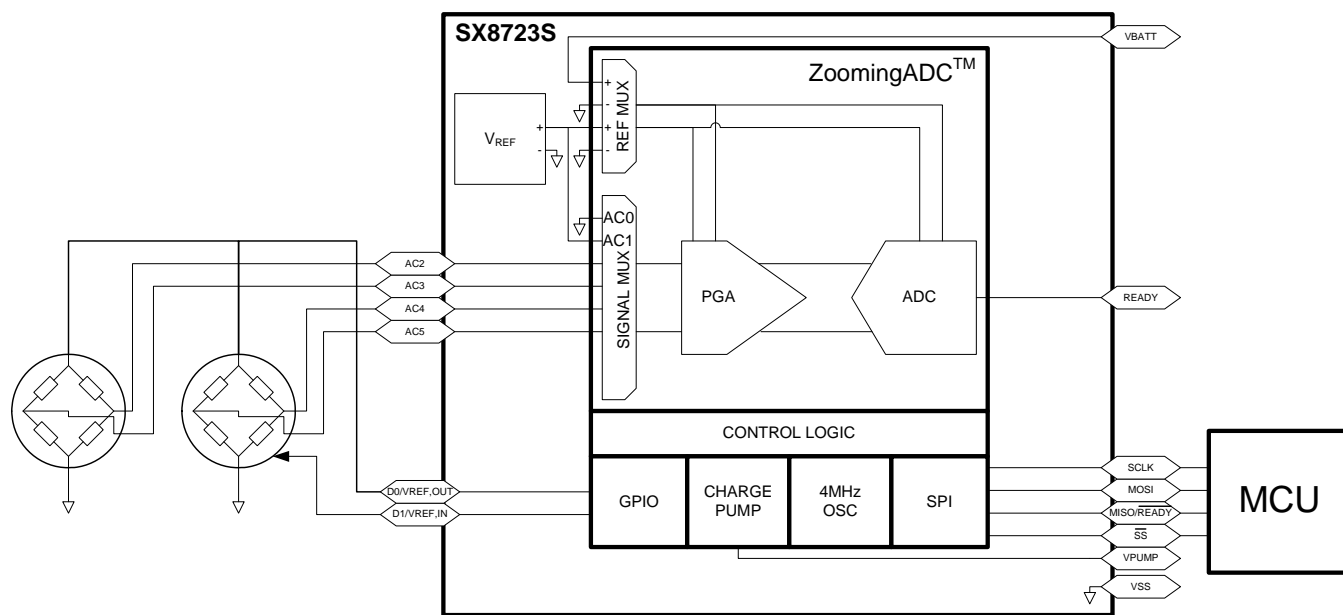 SX8723S
VBATT
ZoomingADC™
REF MUX
+
-
+
-
VREF
+
-
AC0
AC1
SIGNAL MUX
AC2
AC3
AC4
AC5
PGA
ADC
READY
CONTROL LOGIC
GPIO
CHARGE
PUMP
4MHz
OSC
SPI
D0/VREF,OUT
D1/VREF,IN
SCLK
MOSI
MISO/READY
SS
VPUMP
VSS
MCU